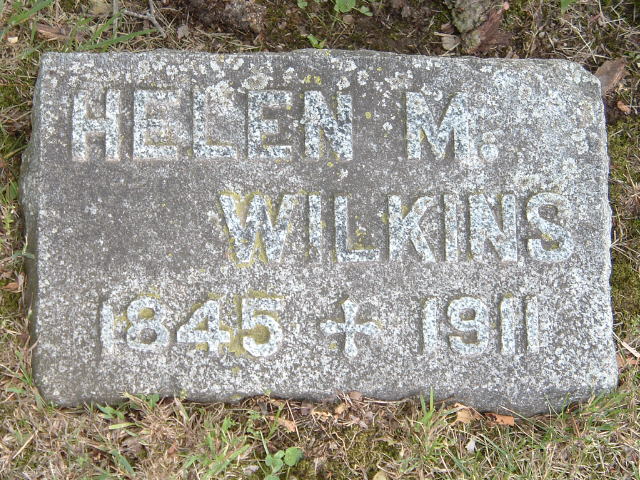 HELEN M.
WILKINS
1845 + 1911